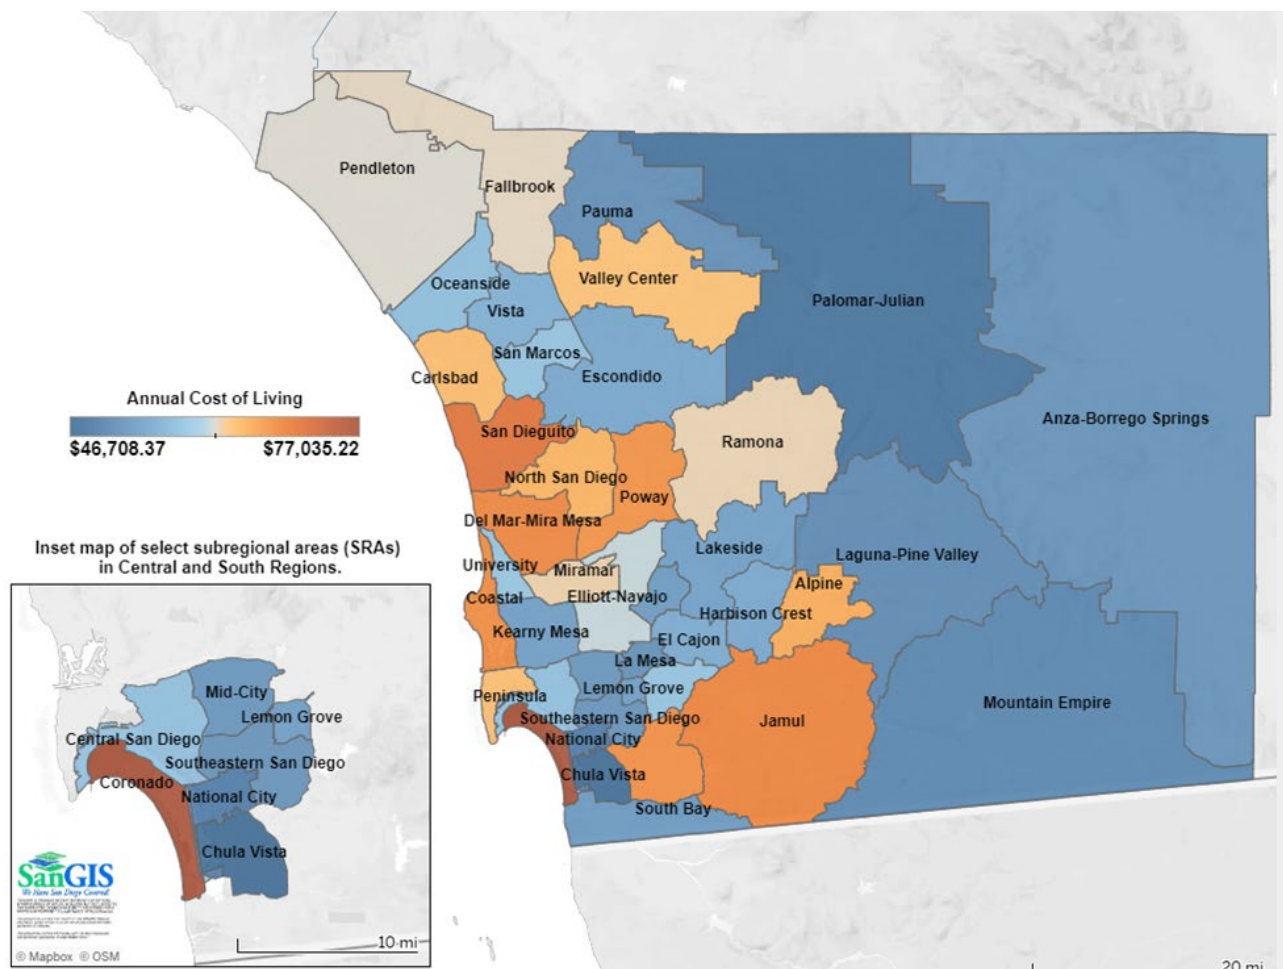 Pendleton
Fallbrook
Pauma
Oceanside
Valley Center
Palomar-Julian
Vista
San Marcos
Escondido
Carlsbad
Anza-Borrego Springs
Annual Cost of Living
$46,708.37
$77,035.22
San Dieguito
Ramona
North San Diego
Poway
Del Mar-Mira Mesa
Lakeside
Laguna-Pine Valley
University
Miramar
Alpine
Coastal
Elliott-Navajo
Harbison Crest
Kearny Mesa
El Cajon
La Mesa
Peninsula
Lemon Grove
Mountain Empire
Southeastern San Diego
Jamul
National City
Chula Vista
South Bay
20 mi
Inset map of select subregional areas (SRAs)
in Central and South Regions.
Mid-City
Lemon Grove
Central San Diego
Southeastern San Diego
Coronado
National City
Chula Vista
SanGIS
We Have San Diego Covered!
10 mi
© Mapbox © OSM